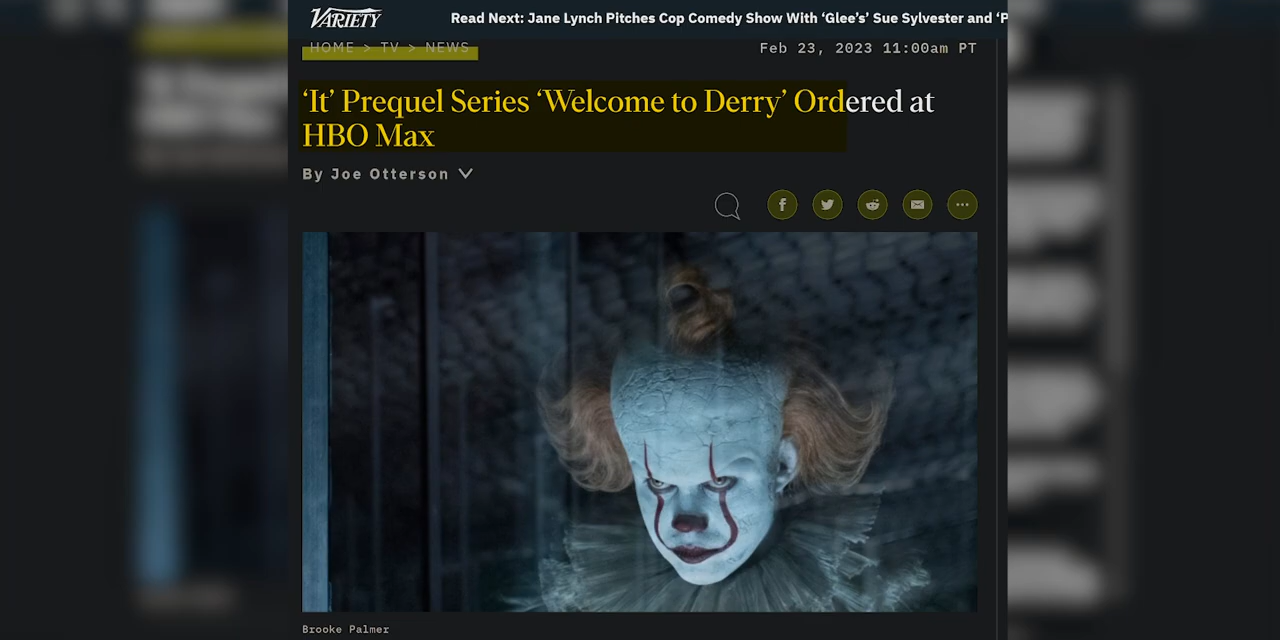 VARIETY
Read Next: Jane Lynch Pitches Cop Comedy Show With ‘Glee’s’ Sue Sylvester and ‘P
HOME > TV > NEWS
Feb 23, 2023 11:00am PT
‘It’ Prequel Series ‘Welcome to Derry’ Ordered at
HBO Max
By Joe Otterson
Brooke Palmer